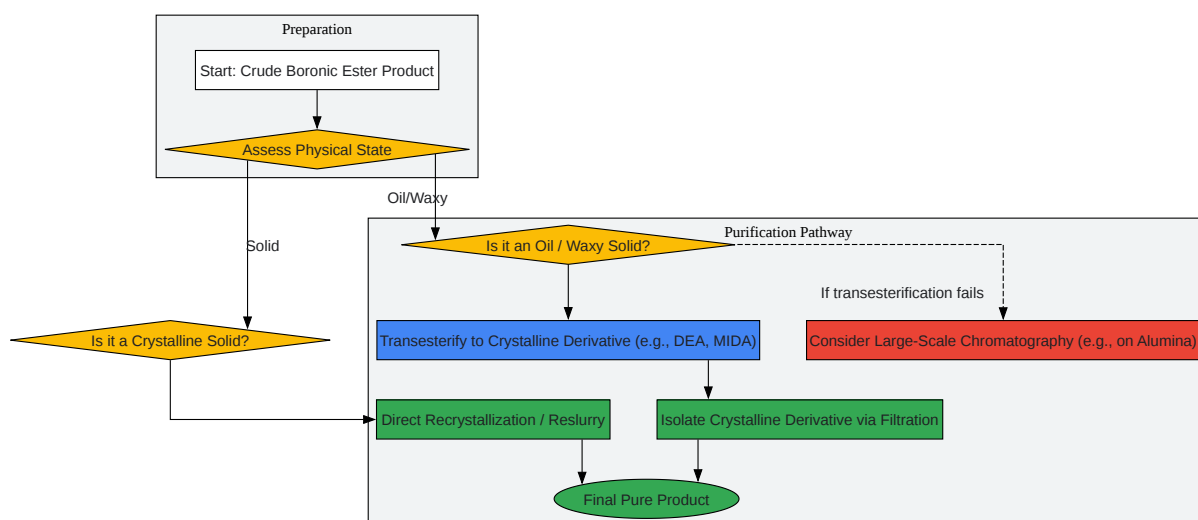 Preparation
Start: Crude Boronic Ester Product
Assess Physical State
Oil/Waxy
Solid
Purification Pathway
Is it an Oil / Waxy Solid?
If transesterification fails
Is it a Crystalline Solid?
Transesterify to Crystalline Derivative (e.g., DEA, MIDA)
Consider Large-Scale Chromatography (e.g., on Alumina)
Direct Recrystallization / Reslurry
Isolate Crystalline Derivative via Filtration
Final Pure Product